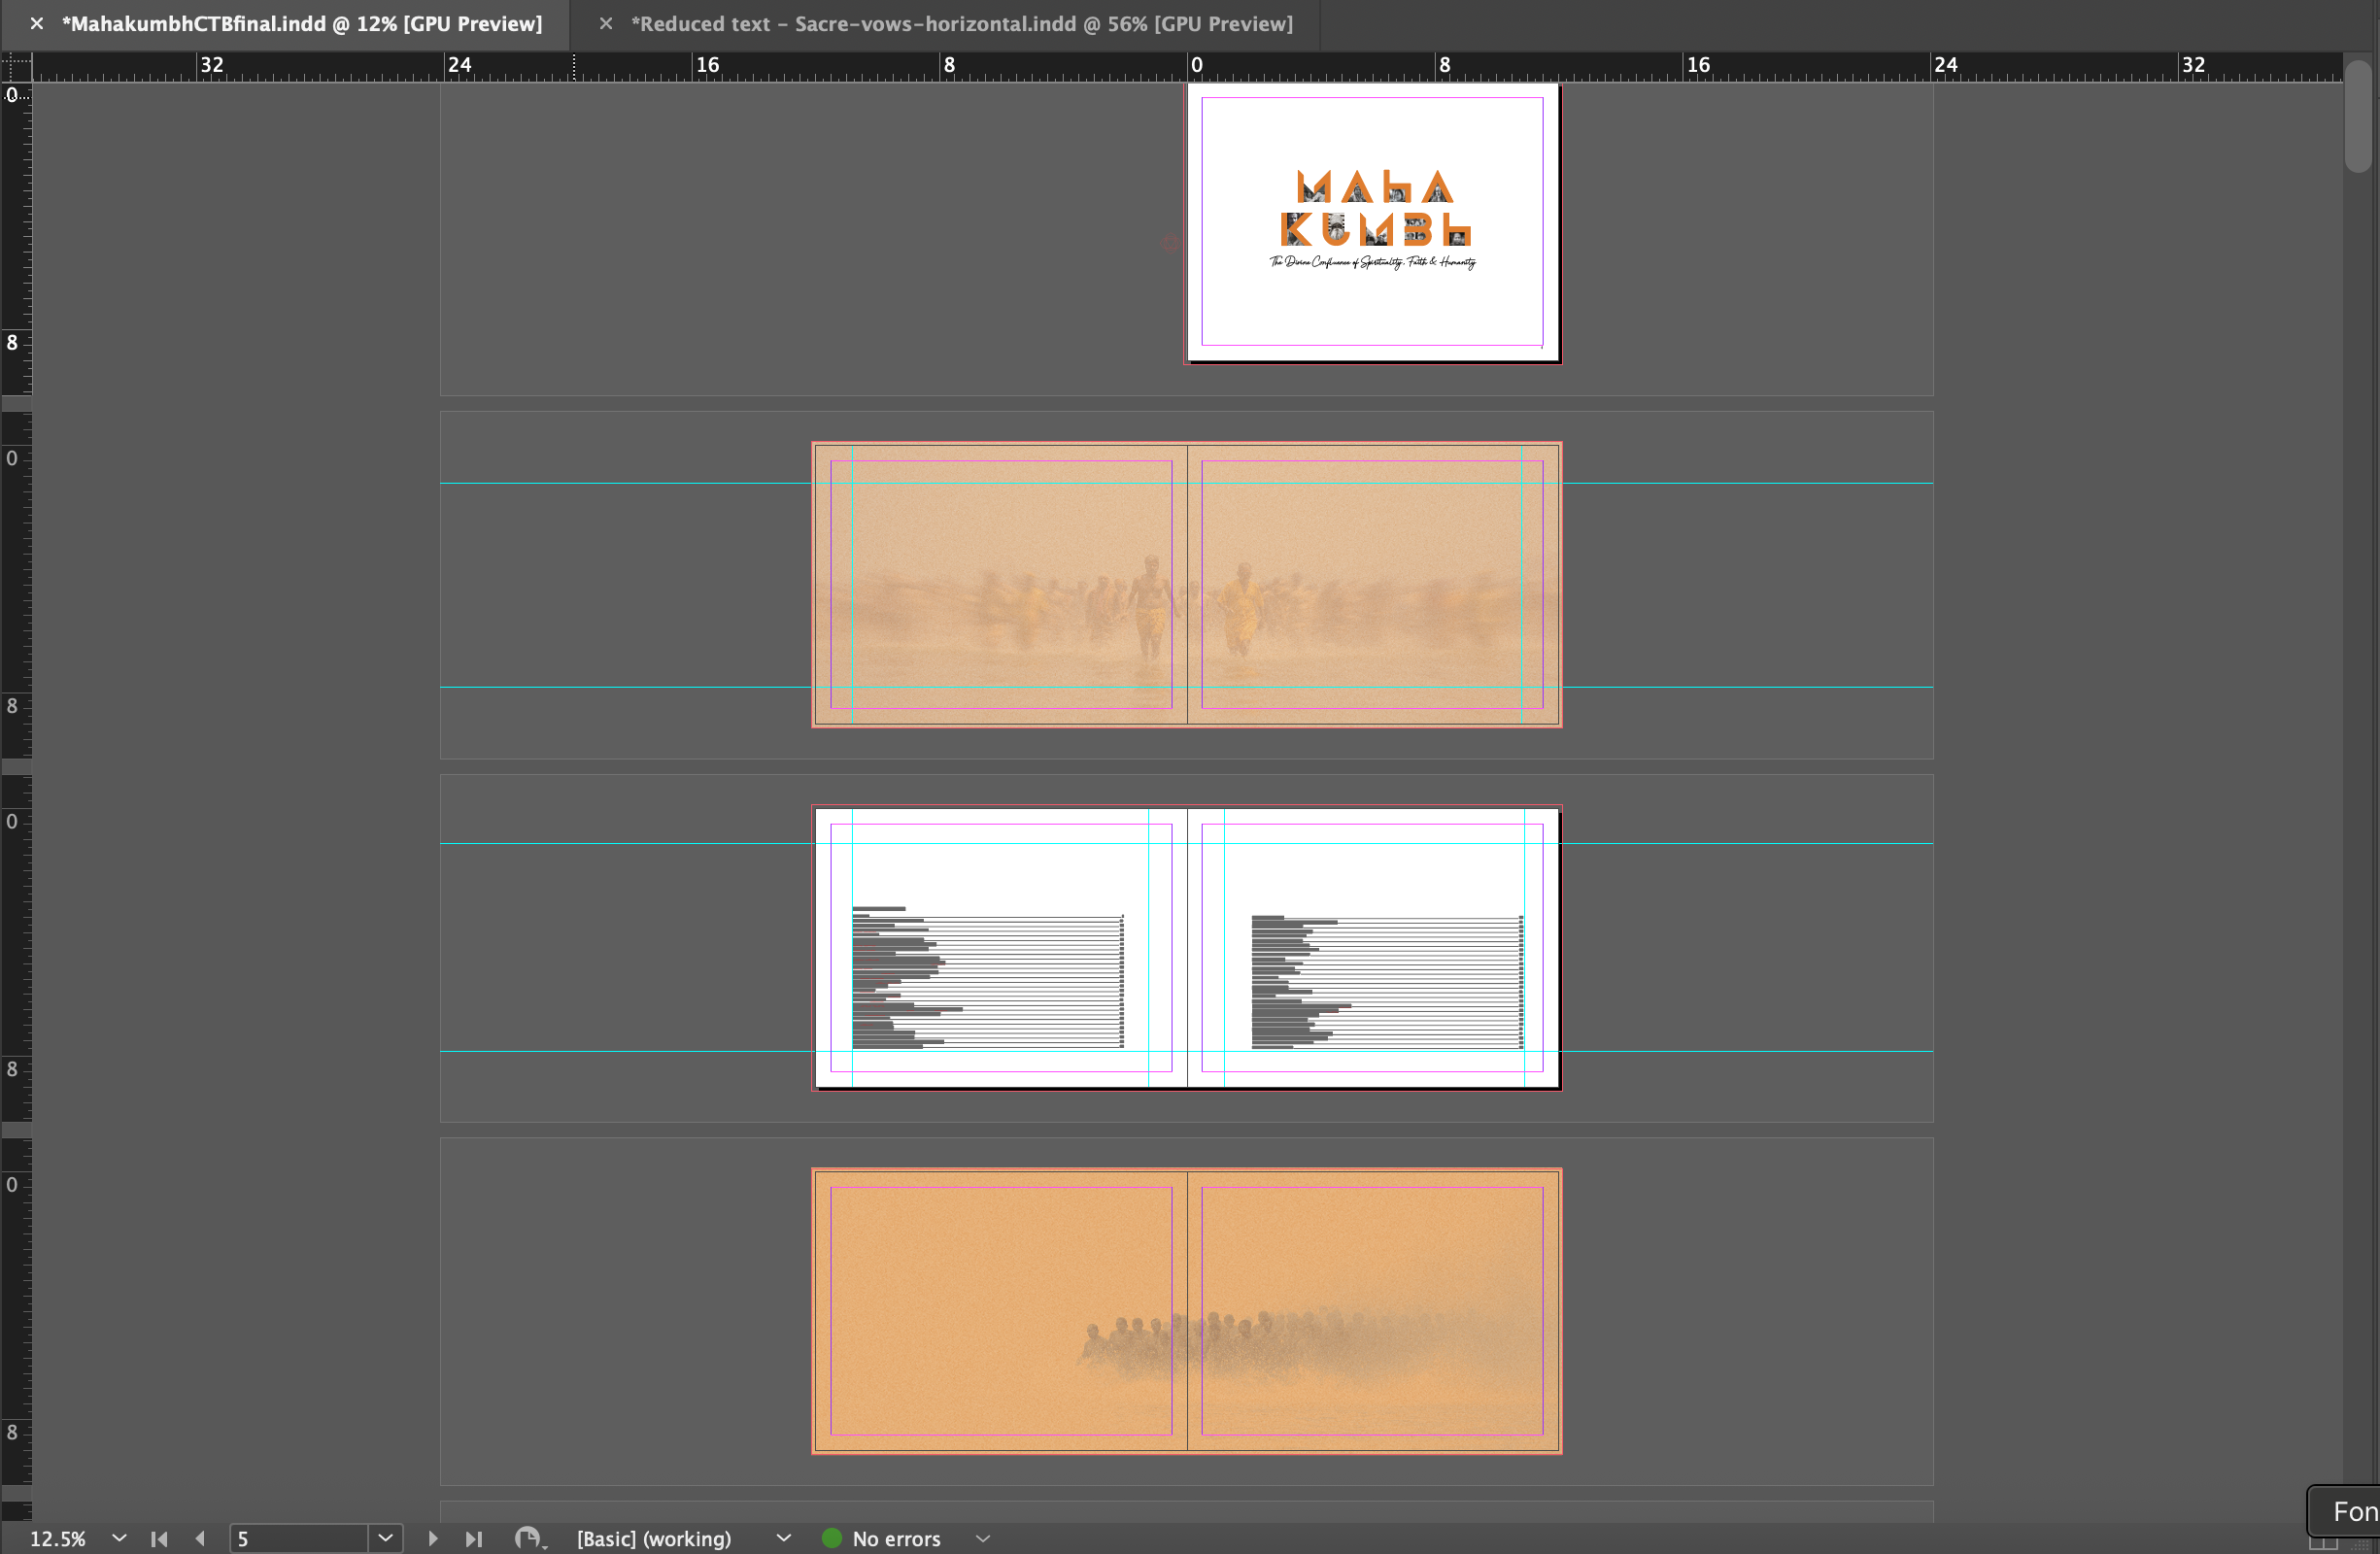 *MahakumbhCTBfinal.indd @ 12% [GPU Preview]
*Reduced text - Sacre-vows-horizontal.indd @ 56% [GPU Preview]
32 24 16 8 0 8 16 24 32
0
8
MAhA
KUMBh
The Divine Confluence of Spirituality, Faith & Humanity
0
8
0
8
0
8
Fon
12.5% 5 [Basic] (working) No errors